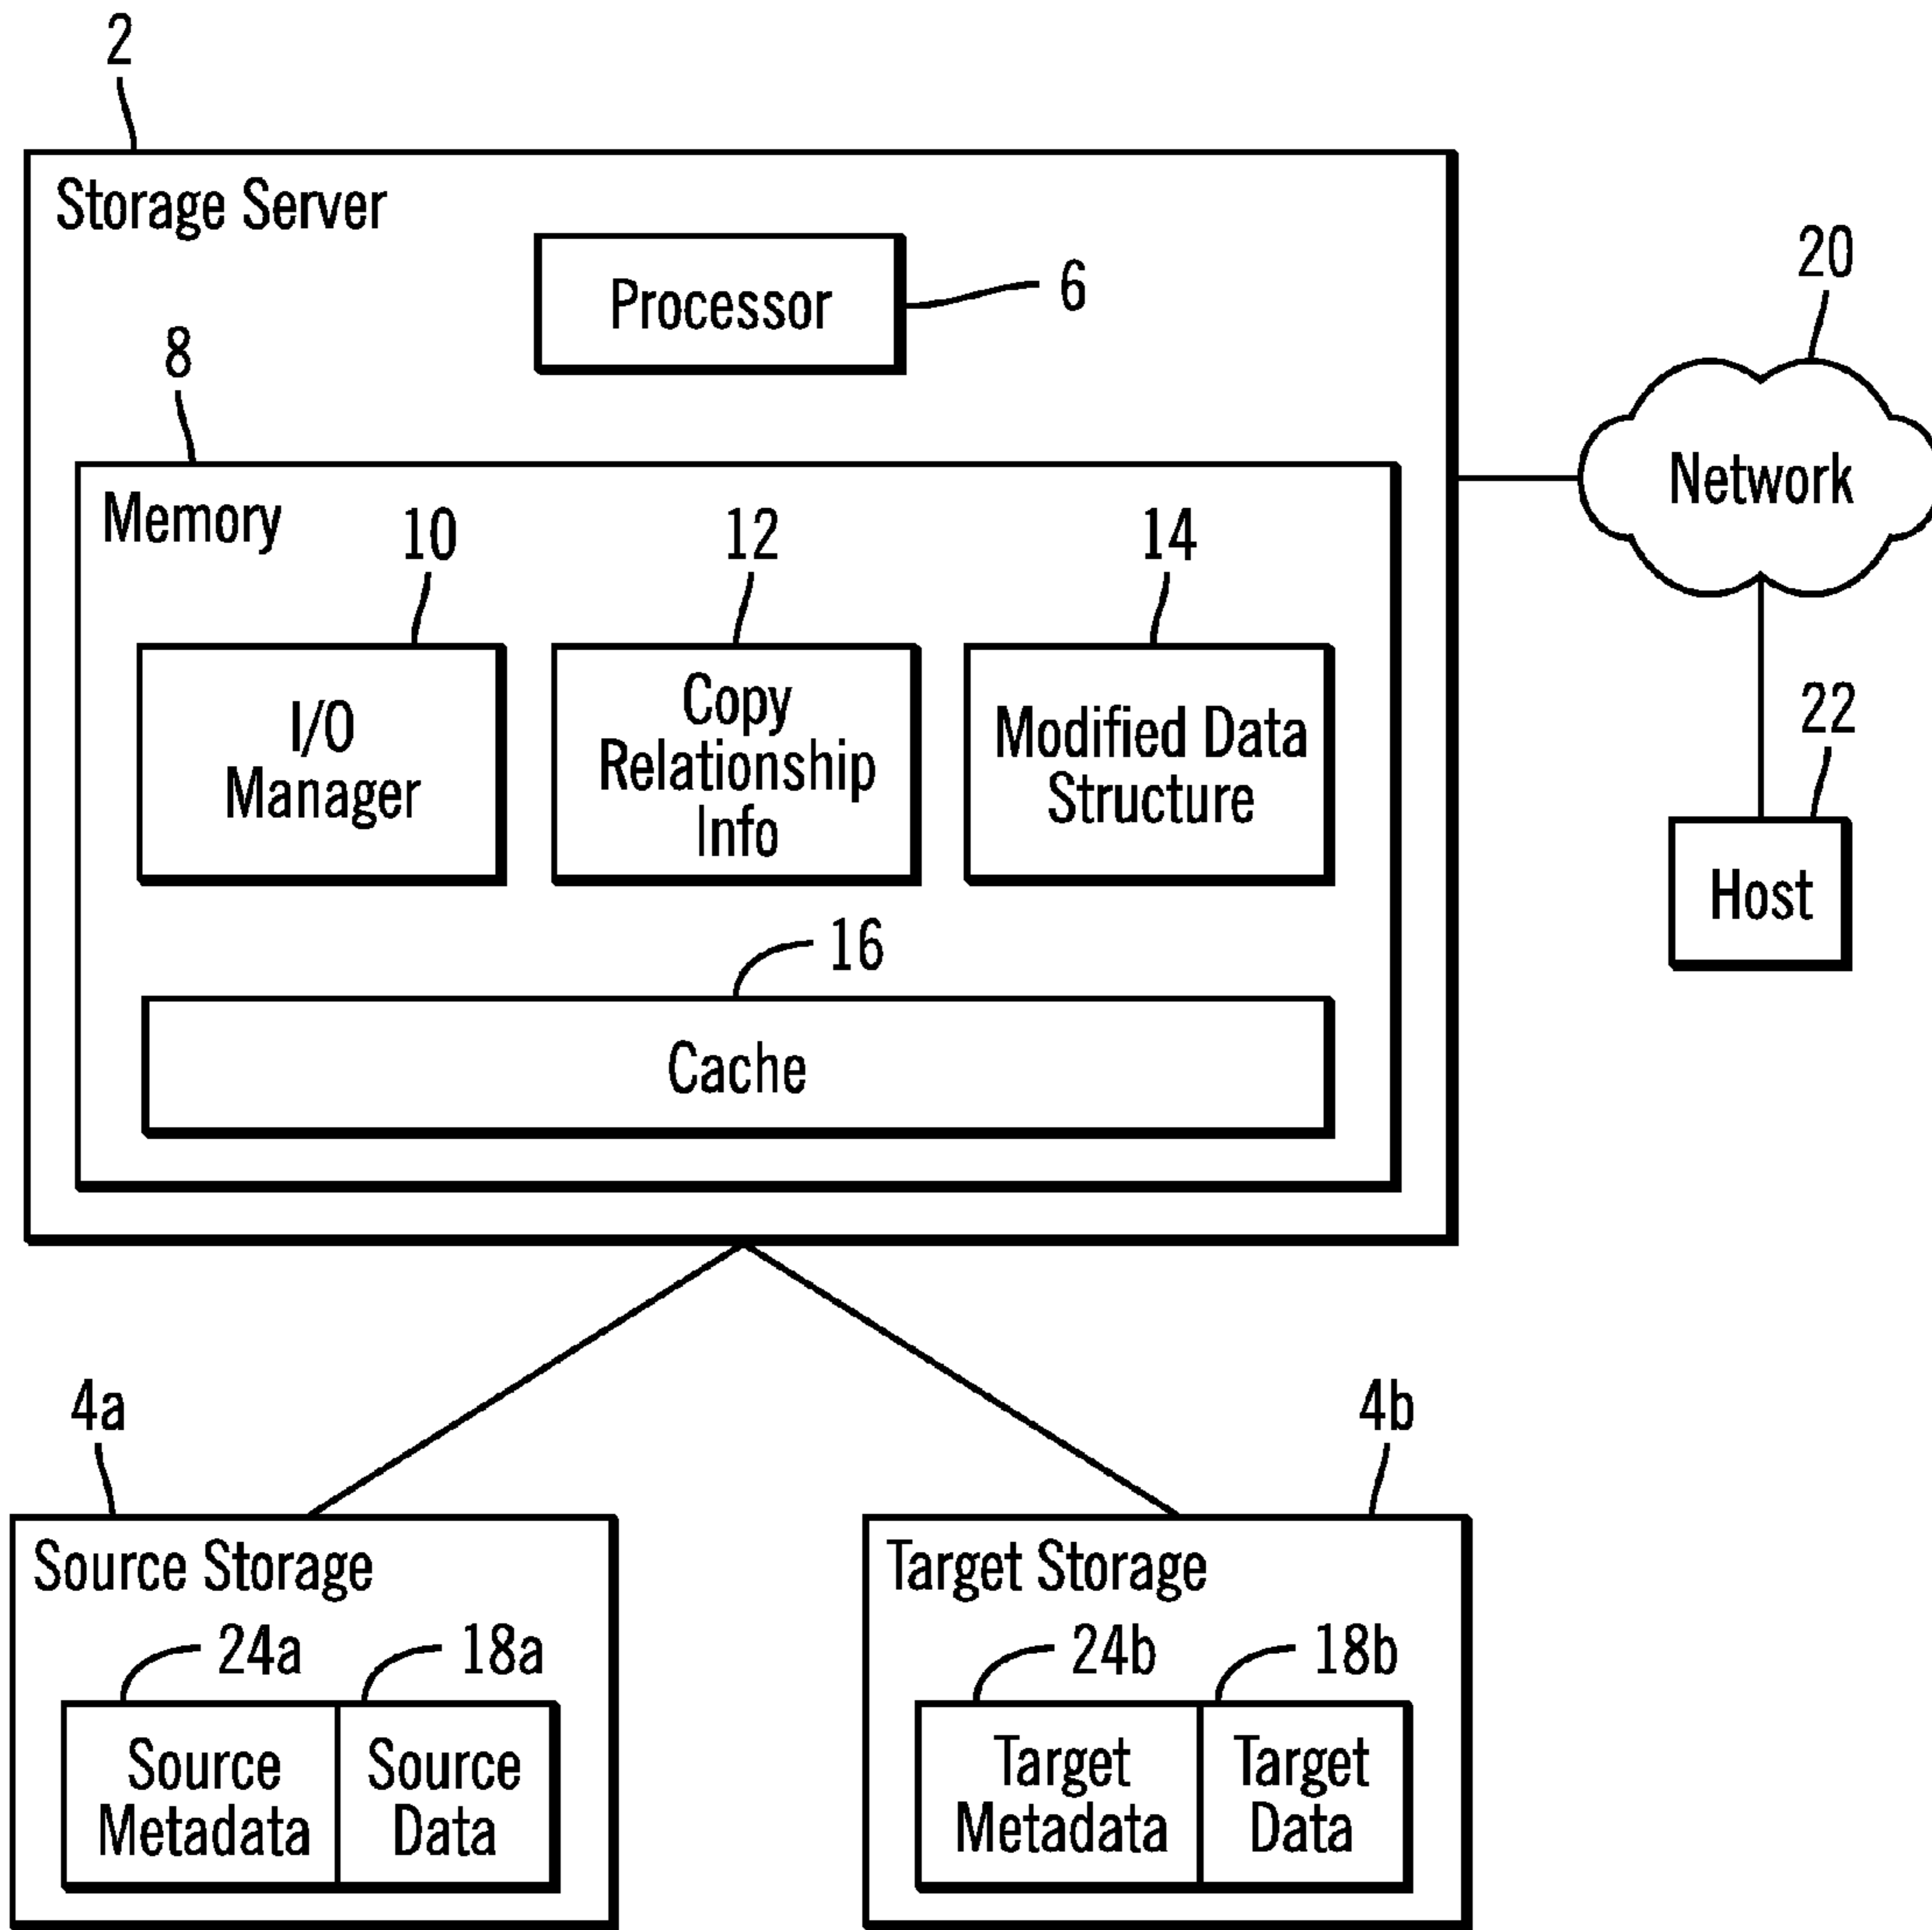 2
Storage Server
Processor
6
8
Memory
10
12
14
I/O
Manager
Copy
Relationship
Info
Modified Data
Structure
16
Cache
20
Network
22
Host
4a
Source Storage
24a
18a
Source
Metadata
Source
Data
4b
Target Storage
24b
18b
Target
Metadata
Target
Data